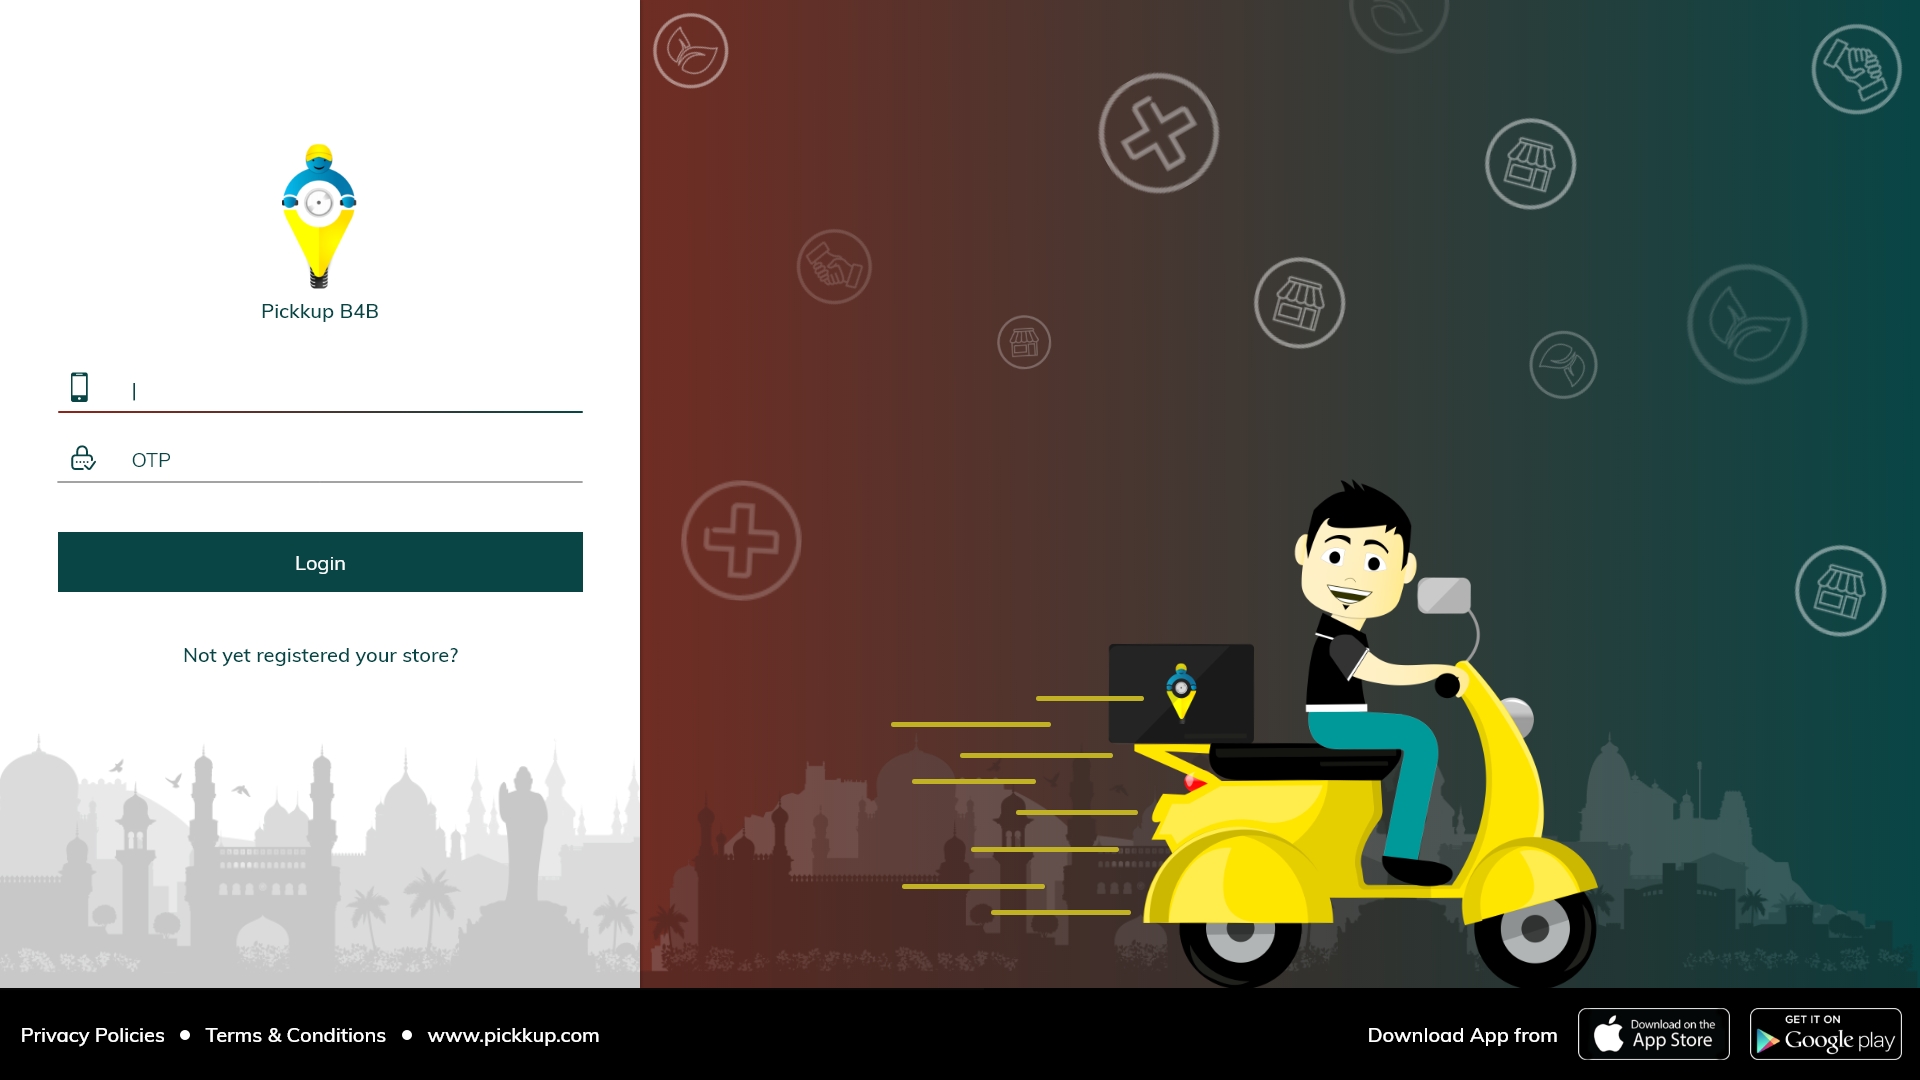 Pickkup B4B
OTP
Login
Not yet registered your store?
Privacy Policies • Terms & Conditions • www.pickkup.com
Download App from
Download on the
App Store
GET IT ON
Google play